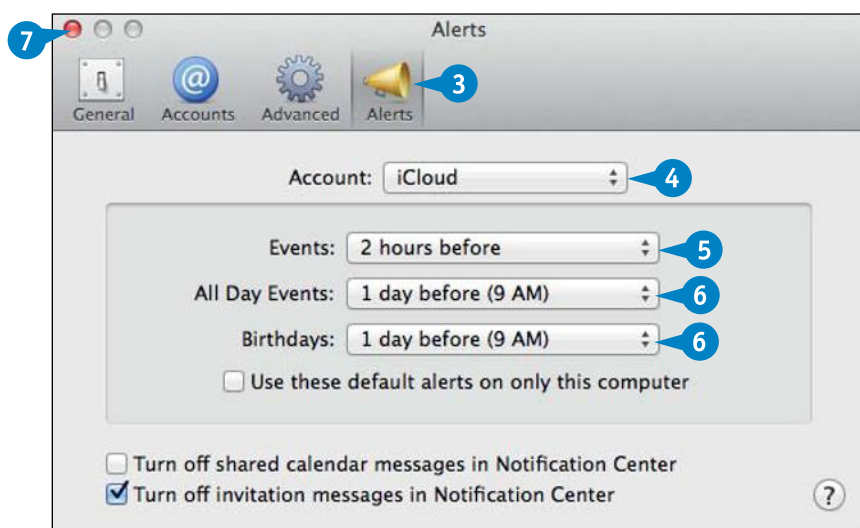 7
Alerts
@
3
General Accounts Advanced Alerts
Account: iCloud 4
Events: 2 hours before 5
All Day Events: 1 day before (9 AM) 6
Birthdays: 1 day before (9 AM) 6
Use these default alerts on only this computer
Turn off shared calendar messages in Notification Center
Turn off invitation messages in Notification Center ?